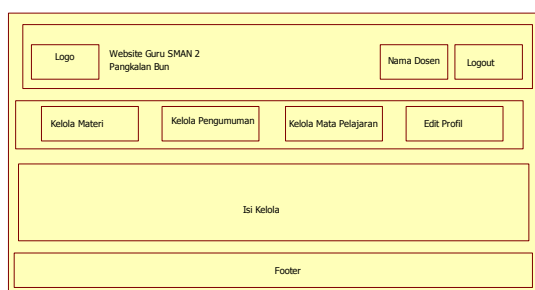 Logo
Website Guru SMAN 2
Pangkalan Bun
Nama Dosen
Logout
Kelola Materi
Kelola Pengumuman
Kelola Mata Pelajaran
Edit Profil
Isi Kelola
Footer